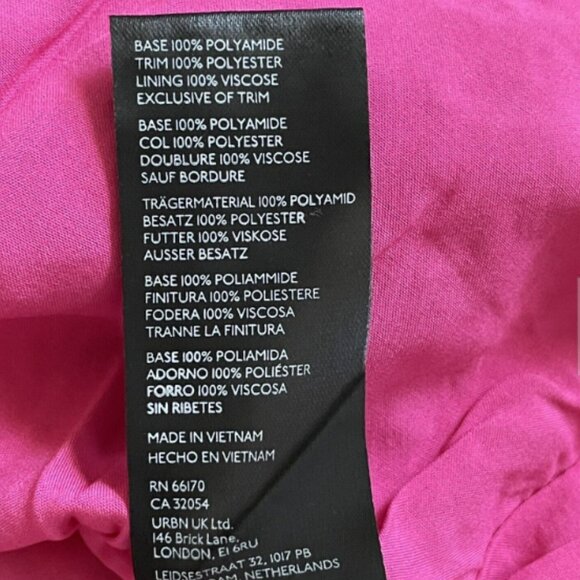 BASE 100% POLYAMIDE
TRIM 100% POLYESTER
LINING 100% VISCOSE
EXCLUSIVE OF TRIM
BASE 100% POLYAMIDE
COL 100% POLYESTER
DOUBLURE 100% VISCOSE
SAUF BORDURE
TRÄGERMATERIAL 100% POLYAMID
BESATZ 100% POLYESTER
FUTTER 100% VISKOSE
AUSSER BESATZ
BASE 100% POLIAMMIDE
FINITURA 100% POLIESTERE
FODERA 100% VISCOSA
TRANNE LA FINITURA
BASE 100% POLIAMIDA
ADORNO 100% POLIÉSTER
FORRO 100% VISCOSA
SIN RIBETES
MADE IN VIETNAM
HECHO EN VIETNAM
RN 66170
CA 32054
URBN UK Ltd.
146 Brick Lane,
LONDON, E1 6RU
LEIDSESTRAAT 32, 1017 PB
NETHERLANDS